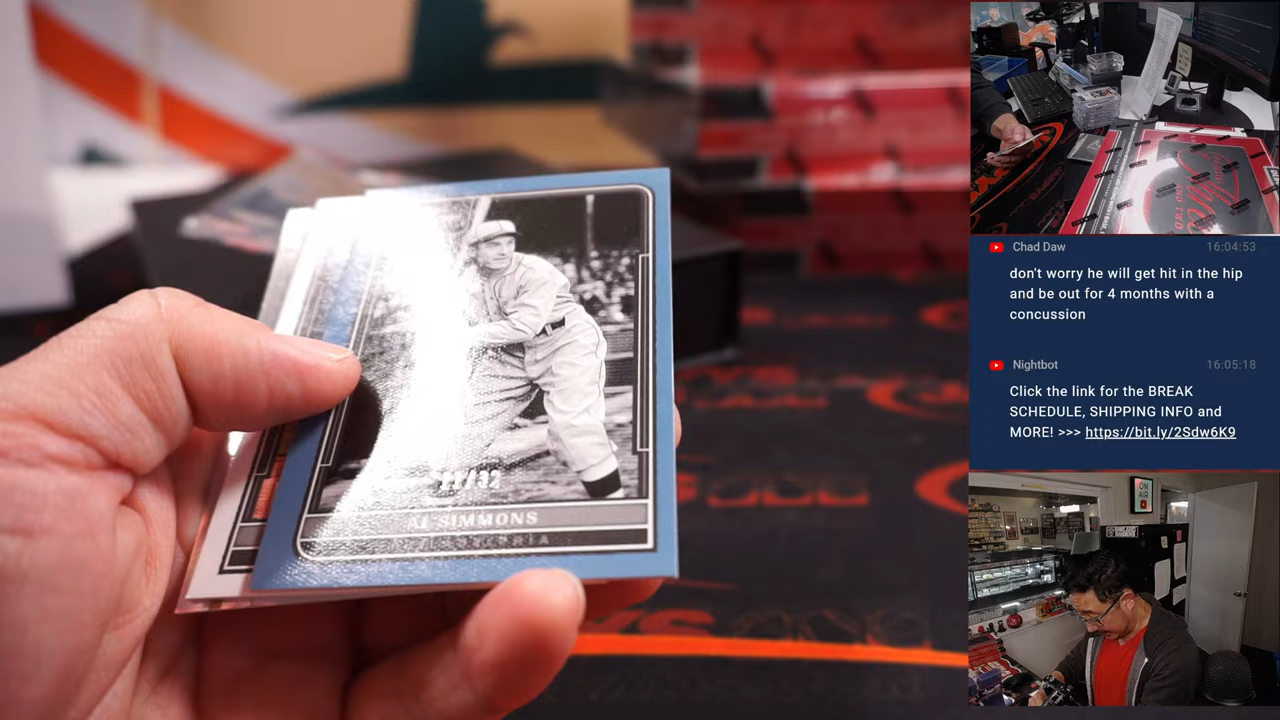 AL SIMMONS
Chad Daw
16:04:53
don't worry he will get hit in the hip
and be out for 4 months with a
concussion
Nightbot
16:05:18
Click the link for the BREAK
SCHEDULE, SHIPPING INFO and
MORE! >>> https://bit.ly/2Sdw6K9
ON
AIR